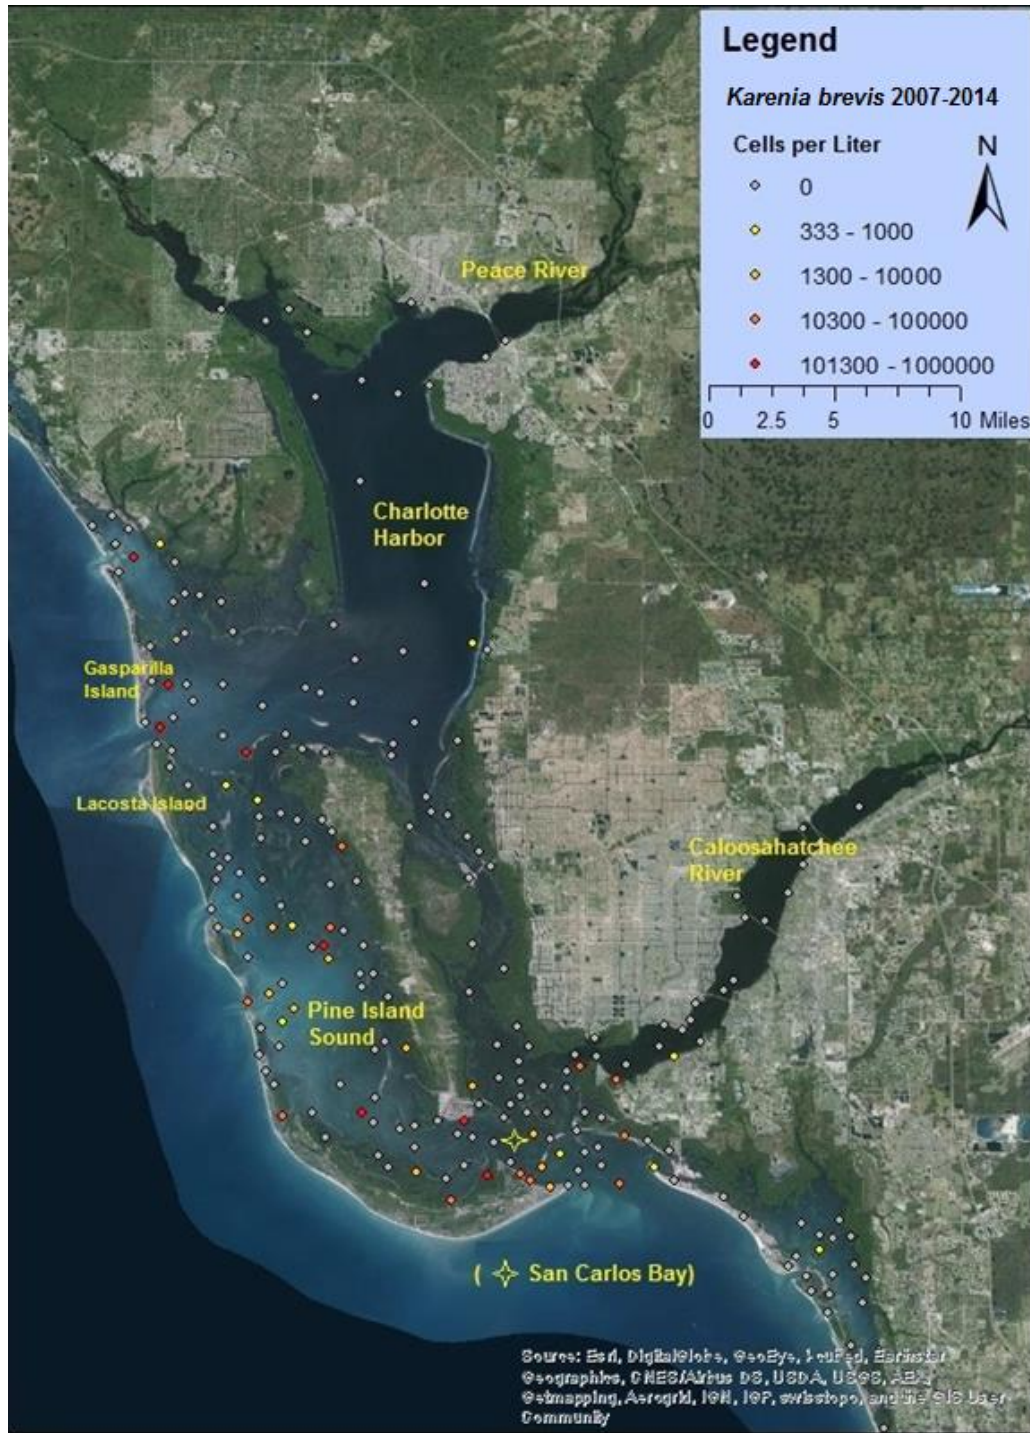 Legend
Karenia brevis 2007-2014
Cells per Liter
N
0
333 - 1000
1300 - 10000
10300 - 100000
101300 - 1000000
0 2.5 5 10 Miles
Peace River
Charlotte
Harbor
Gasparilla
Island
Lacosta Island
Caloosahatchee
River
Pine Island
Sound
( San Carlos Bay)
Source: Esri, DigitalGlobe, GeoEye, Earthstar
Geographics, CNES/Airbus DS, USDA, USGS, AEX,
Getmapping, Aerogrid, IGN, IGP, swisstopo, and the GIS User
Community